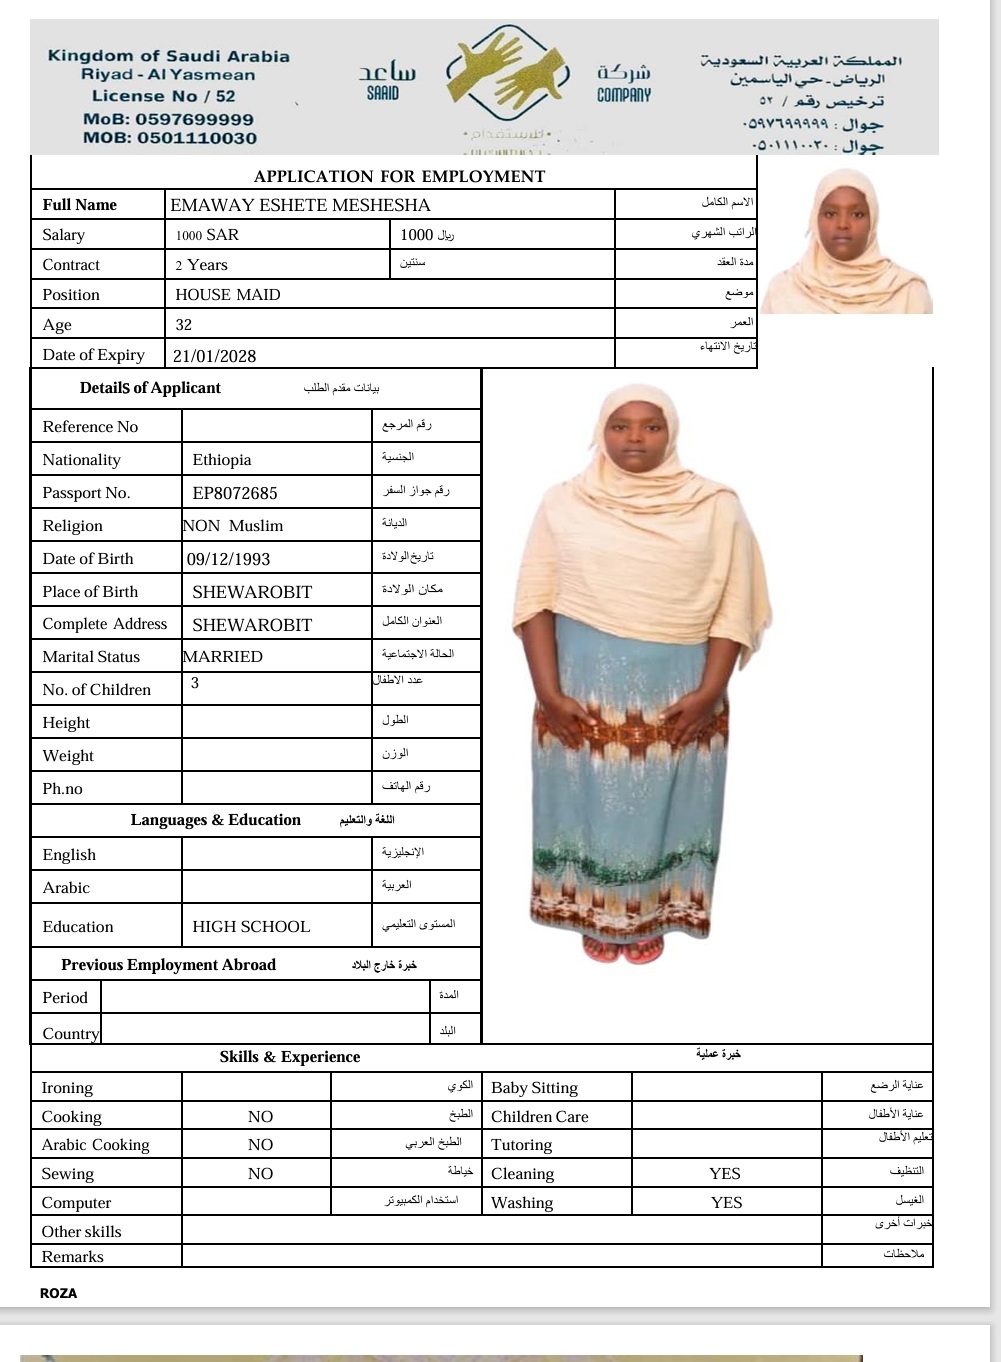 Kingdom of Saudi Arabia
Riyad - Al Yasmean
License No / 52
MoB: 0597699999
MOB: 0501110030
ساعد
SAAID
شركة
COMPANY
للاستقدام
المملكة العربية السعودية
الرياض - حي الياسمين
ترخيص رقم / ٥٢
جوال : ٠٥٩٧٦٩٩٩٩٩
جوال : ٠٥٠١١١٠٠٣٠
APPLICATION FOR EMPLOYMENT
Full Name EMAWAY ESHETE MESHESHA الاسم الكامل
Salary 1000 SAR 1000 ريال الراتب الشهري
Contract 2 Years سنتين مدة العقد
Position HOUSE MAID موضع
Age 32 العمر
Date of Expiry 21/01/2028 تاريخ الانتهاء
Details of Applicant بيانات مقدم الطلب
Reference No رقم المرجع
Nationality Ethiopia الجنسية
Passport No. EP8072685 رقم جواز السفر
Religion NON Muslim الديانة
Date of Birth 09/12/1993 تاريخ الولادة
Place of Birth SHEWAROBIT مكان الولادة
Complete Address SHEWAROBIT العنوان الكامل
Marital Status MARRIED الحالة الاجتماعية
No. of Children 3 عدد الاطفال
Height الطول
Weight الوزن
Ph.no رقم الهاتف
Languages & Education اللغة والتعليم
English الإنجليزية
Arabic العربية
Education HIGH SCHOOL المستوى التعليمي
Previous Employment Abroad خبرة خارج البلاد
Period المدة
Country البلد
Skills & Experience خبرة عملية
Ironing الكوي Baby Sitting عناية الرضع
Cooking NO الطبخ Children Care عناية الأطفال
Arabic Cooking NO الطبخ العربي Tutoring تعليم الأطفال
Sewing NO خياطة Cleaning YES التنظيف
Computer استخدام الكمبيوتر Washing YES الغيسل
Other skills خبرات أخرى
Remarks ملاحظات
ROZA